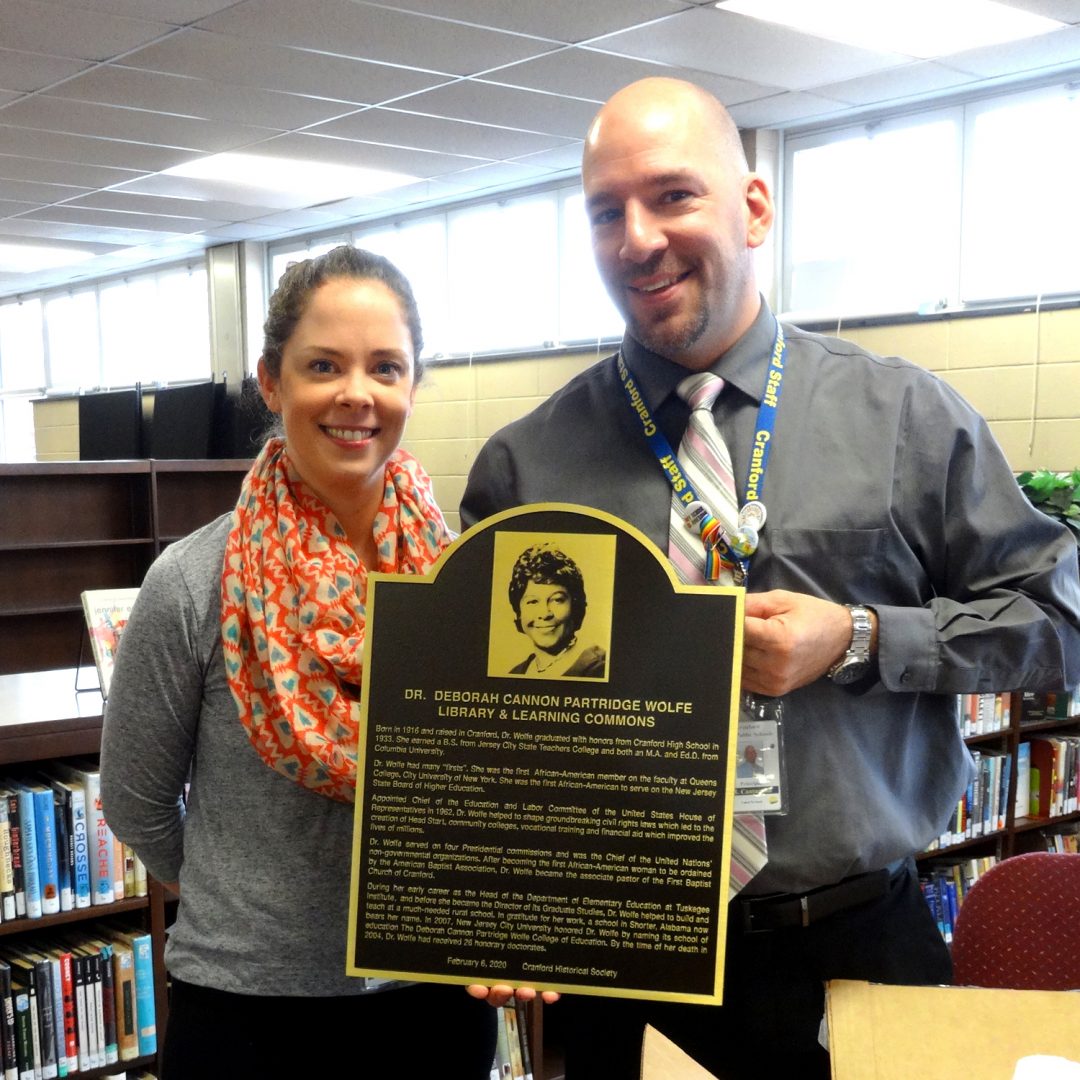 Cranford Staff
Cranford Staff
DR. DEBORAH CANNON PARTRIDGE WOLFE
LIBRARY & LEARNING COMMONS
Born in 1916 and raised in Cranford, Dr. Wolfe graduated with honors from Cranford High School in
1933. She earned a B.S. from Jersey City State Teachers College and both an M.A. and Ed.D. from
Columbia University.
Dr. Wolfe had many "firsts". She was the first African-American member on the faculty at Queens
College, City University of New York. She was the first African-American to serve on the New Jersey
State Board of Higher Education.
Appointed Chief of the Education and Labor Committee of the United States House of
Representatives in 1962, Dr. Wolfe helped to shape groundbreaking civil rights laws which led to the
creation of Head Start, community colleges, vocational training and financial aid which improved the
lives of millions.
Dr. Wolfe served on four Presidential commissions and was the Chief of the United Nations'
non-governmental organizations. After becoming the first African-American woman to be ordained
by the American Baptist Association, Dr. Wolfe became the associate pastor of the First Baptist
Church of Cranford.
During her early career as the Head of the Department of Elementary Education at Tuskegee
Institute, and before she became the Director of its Graduate Studies, Dr. Wolfe helped to build and
teach at a much-needed rural school. In gratitude for her work, a school in Shorter, Alabama now
bears her name. In 2007, New Jersey City University honored Dr. Wolfe by naming its school of
education The Deborah Cannon Partridge Wolfe College of Education. By the time of her death in
2004, Dr. Wolfe had received 26 honorary doctorates.
February 6, 2020 Cranford Historical Society
jennifer
CROSSE
REACHE